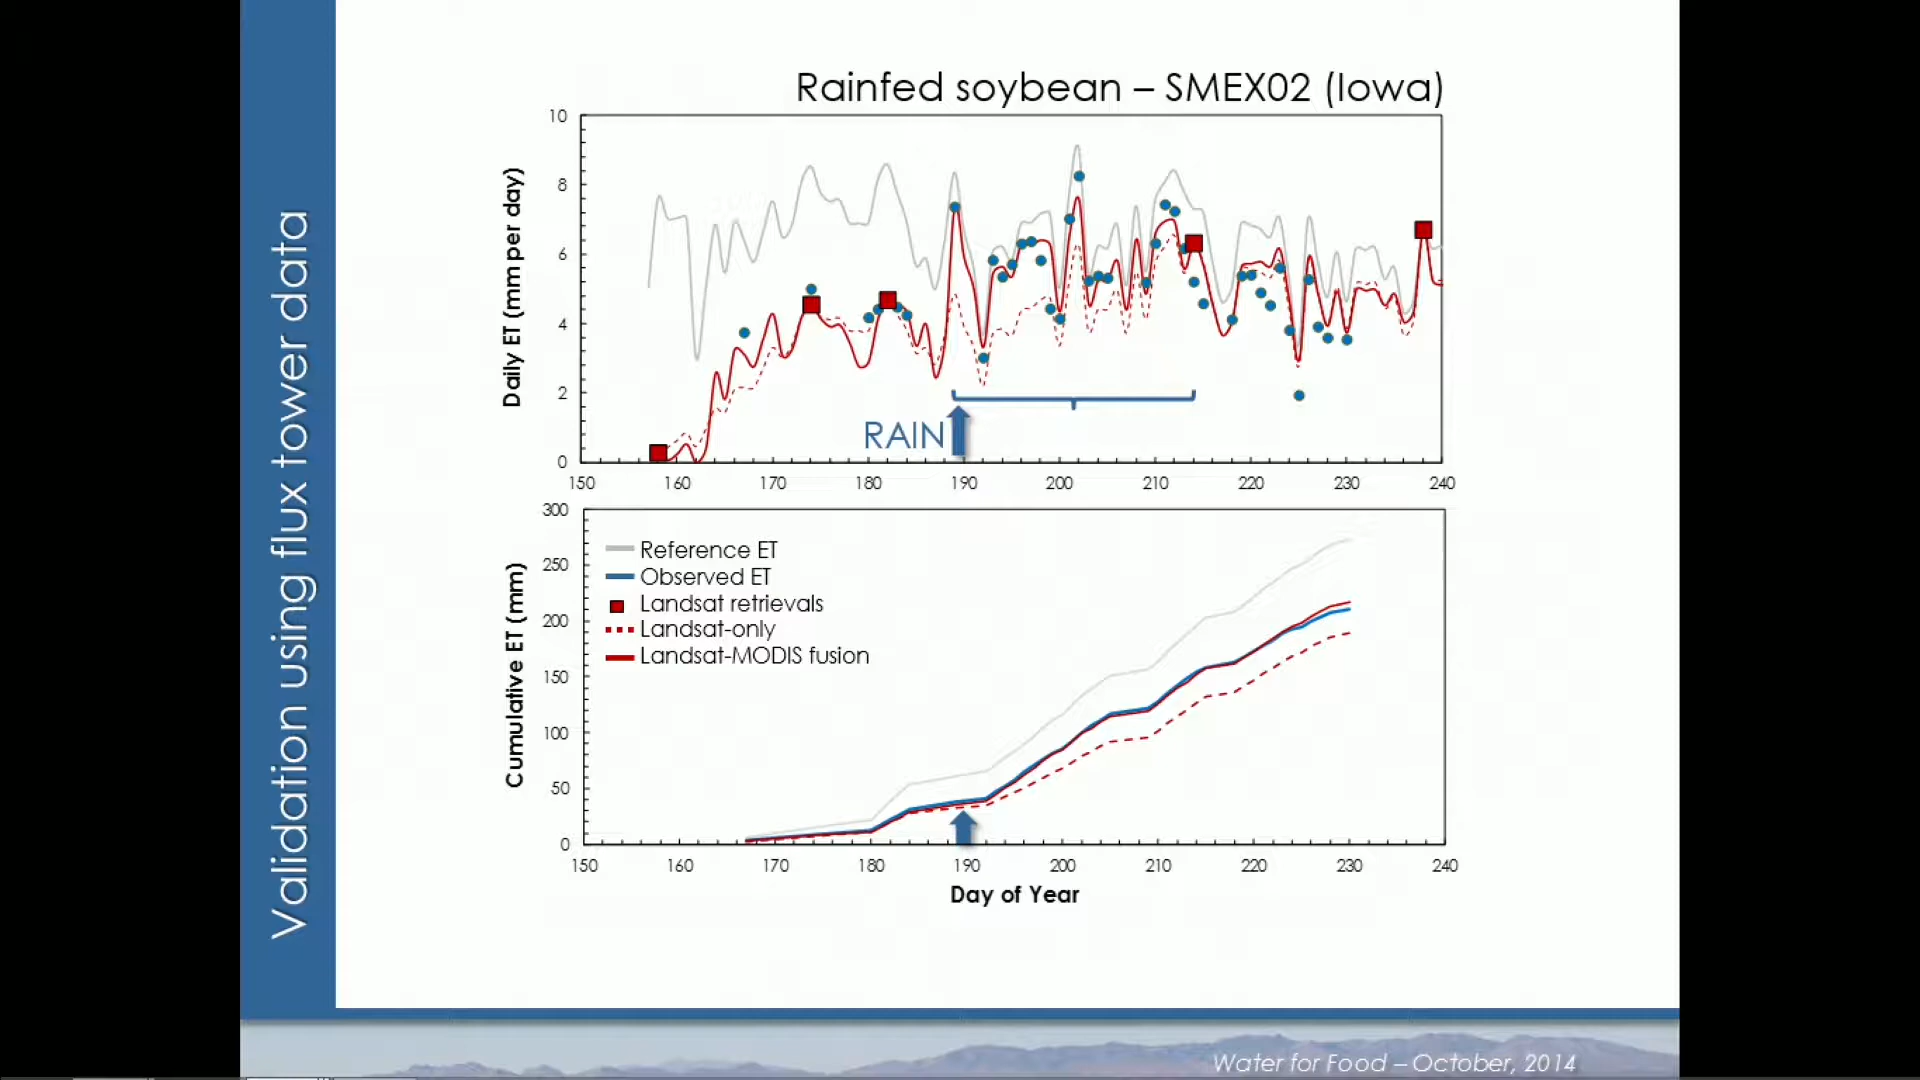 Validation using flux tower data
Rainfed soybean – SMEX02 (Iowa)
Daily ET (mm per day)
10
8
6
4
2
0
RAIN
150 160 170 180 190 200 210 220 230 240
Cumulative ET (mm)
300
250
200
150
100
50
0
Reference ET
Observed ET
Landsat retrievals
Landsat-only
Landsat-MODIS fusion
150 160 170 180 190 200 210 220 230 240
Day of Year
Water for Food – October, 2014